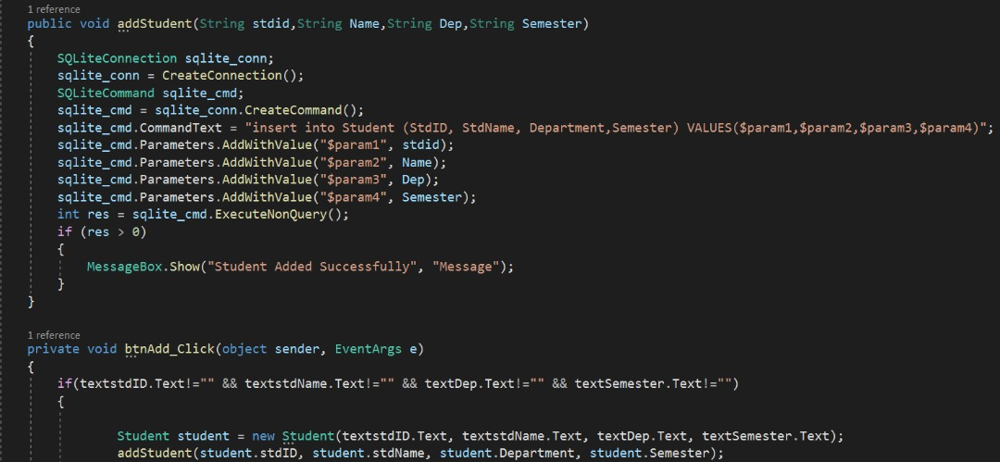 1 reference
public void addStudent(String stdid,String Name,String Dep,String Semester)
{
SQLiteConnection sqlite_conn;
sqlite_conn = CreateConnection();
SQLiteCommand sqlite_cmd;
sqlite_cmd = sqlite_conn.CreateCommand();
sqlite_cmd.CommandText = "insert into Student (StdID, StdName, Department,Semester) VALUES($param1,$param2,$param3,$param4)";
sqlite_cmd.Parameters.AddWithValue("$param1", stdid);
sqlite_cmd.Parameters.AddWithValue("$param2", Name);
sqlite_cmd.Parameters.AddWithValue("$param3", Dep);
sqlite_cmd.Parameters.AddWithValue("$param4", Semester);
int res = sqlite_cmd.ExecuteNonQuery();
if (res > 0)
{
MessageBox.Show("Student Added Successfully", "Message");
}
}
1 reference
private void btnAdd_Click(object sender, EventArgs e)
{
if(textstdID.Text!="" && textstdName.Text!="" && textDep.Text!="" && textSemester.Text!="")
{
Student student = new Student(textstdID.Text, textstdName.Text, textDep.Text, textSemester.Text);
addStudent(student.stdID, student.stdName, student.Department, student.Semester);